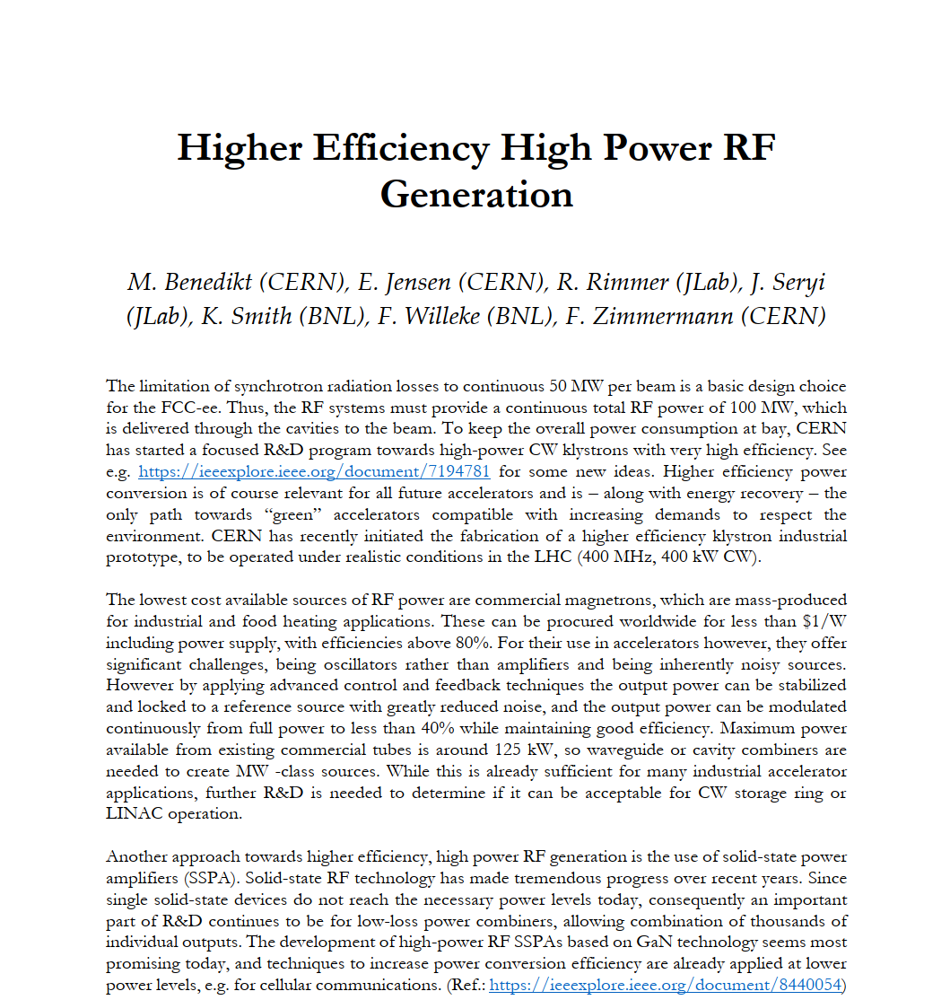 Higher Efficiency High Power RF
Generation
M. Benedikt (CERN), E. Jensen (CERN), R. Rimmer (JLab), J. Seryi
(JLab), K. Smith (BNL), F. Willeke (BNL), F. Zimmermann (CERN)
The limitation of synchrotron radiation losses to continuous 50 MW per beam is a basic design choice
for the FCC-ee. Thus, the RF systems must provide a continuous total RF power of 100 MW, which
is delivered through the cavities to the beam. To keep the overall power consumption at bay, CERN
has started a focused R&D program towards high-power CW klystrons with very high efficiency. See
e.g. https://ieeexplore.ieee.org/document/7194781 for some new ideas. Higher efficiency power
conversion is of course relevant for all future accelerators and is – along with energy recovery – the
only path towards “green” accelerators compatible with increasing demands to respect the
environment. CERN has recently initiated the fabrication of a higher efficiency klystron industrial
prototype, to be operated under realistic conditions in the LHC (400 MHz, 400 kW CW).
The lowest cost available sources of RF power are commercial magnetrons, which are mass-produced
for industrial and food heating applications. These can be procured worldwide for less than $1/W
including power supply, with efficiencies above 80%. For their use in accelerators however, they offer
significant challenges, being oscillators rather than amplifiers and being inherently noisy sources.
However by applying advanced control and feedback techniques the output power can be stabilized
and locked to a reference source with greatly reduced noise, and the output power can be modulated
continuously from full power to less than 40% while maintaining good efficiency. Maximum power
available from existing commercial tubes is around 125 kW, so waveguide or cavity combiners are
needed to create MW -class sources. While this is already sufficient for many industrial accelerator
applications, further R&D is needed to determine if it can be acceptable for CW storage ring or
LINAC operation.
Another approach towards higher efficiency, high power RF generation is the use of solid-state power
amplifiers (SSPA). Solid-state RF technology has made tremendous progress over recent years. Since
single solid-state devices do not reach the necessary power levels today, consequently an important
part of R&D continues to be for low-loss power combiners, allowing combination of thousands of
individual outputs. The development of high-power RF SSPAs based on GaN technology seems most
promising today, and techniques to increase power conversion efficiency are already applied at lower
power levels, e.g. for cellular communications. (Ref.: https://ieeexplore.ieee.org/document/8440054)